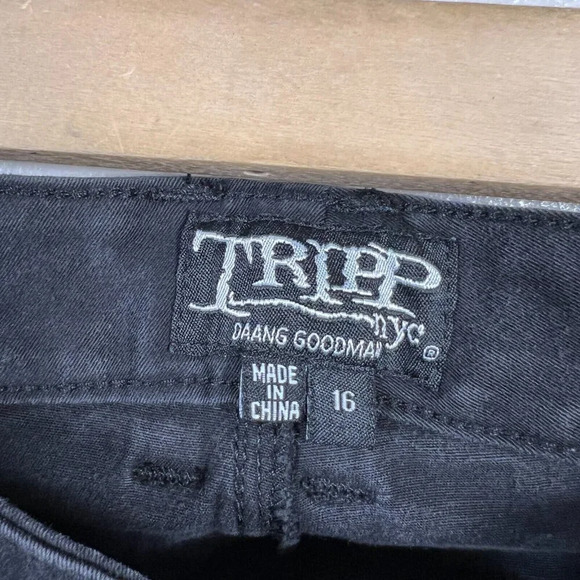 TRIPP
nyc
DAANG GOODMAN
®
MADE
IN
CHINA
16